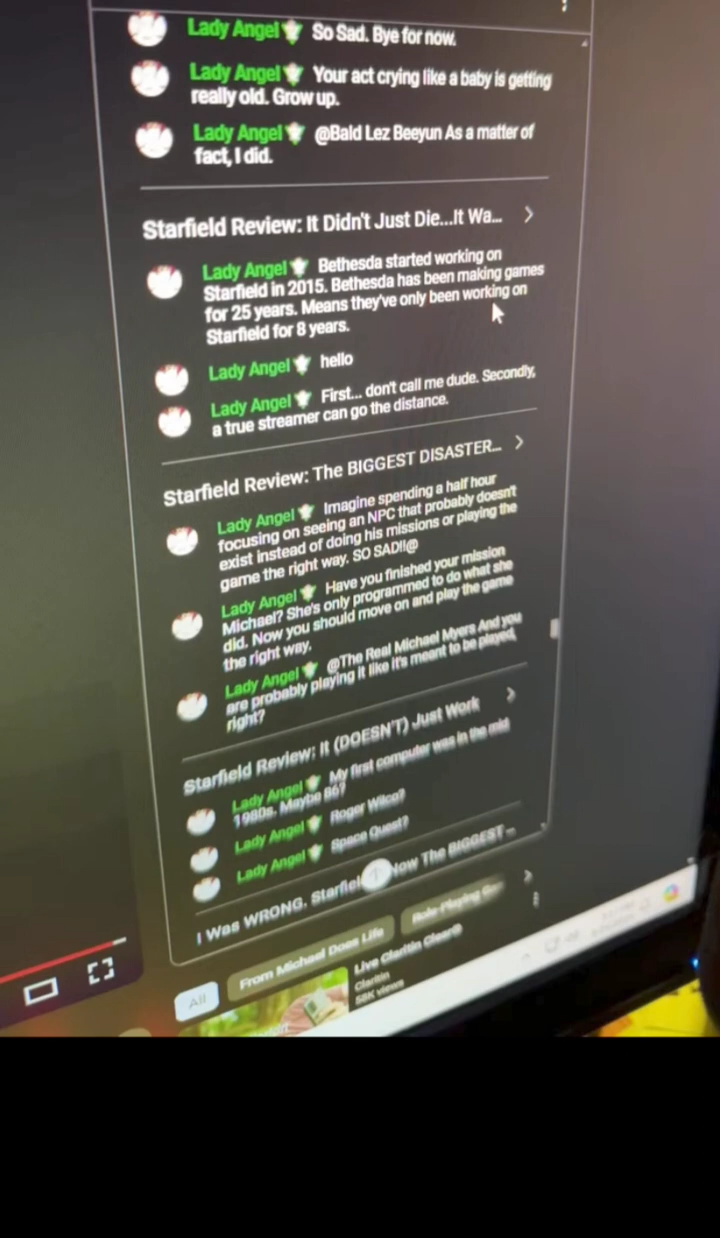 Lady Angel So Sad. Bye for now.
Lady Angel Your act crying like a baby is getting
really old. Grow up.
Lady Angel @Bald Lez Beeyun As a matter of
fact, I did.
Starfield Review: It Didn't Just Die...It Wa...
Lady Angel Bethesda started working on
Starfield in 2015. Bethesda has been making games
for 25 years. Means they've only been working on
Starfield for 8 years.
Lady Angel hello
Lady Angel First... don't call me dude. Secondly,
a true streamer can go the distance.
Starfield Review: The BIGGEST DISASTER...
Lady Angel Imagine spending a half hour
focusing on seeing an NPC that probably doesn't
exist instead of doing his missions or playing the
game the right way. SO SAD!!@
Lady Angel Have you finished your mission
Michael? She's only programmed to do what she
did. Now you should move on and play the game
the right way.
Lady Angel @The Real Michael Myers And you
are probably playing it like it's meant to be played,
right?
Starfield Review: It (DOESN'T) Just Work
Lady Angel My first computer was in the mid
1980s. Maybe 86?
Lady Angel Roger Wilco?
Lady Angel Space Quest?
I Was WRONG. Starfiel Now The BIGGEST...
All
From Michael Does Life
Role-Playing Ga
Live Claritin Clear®
Claritin
56K views